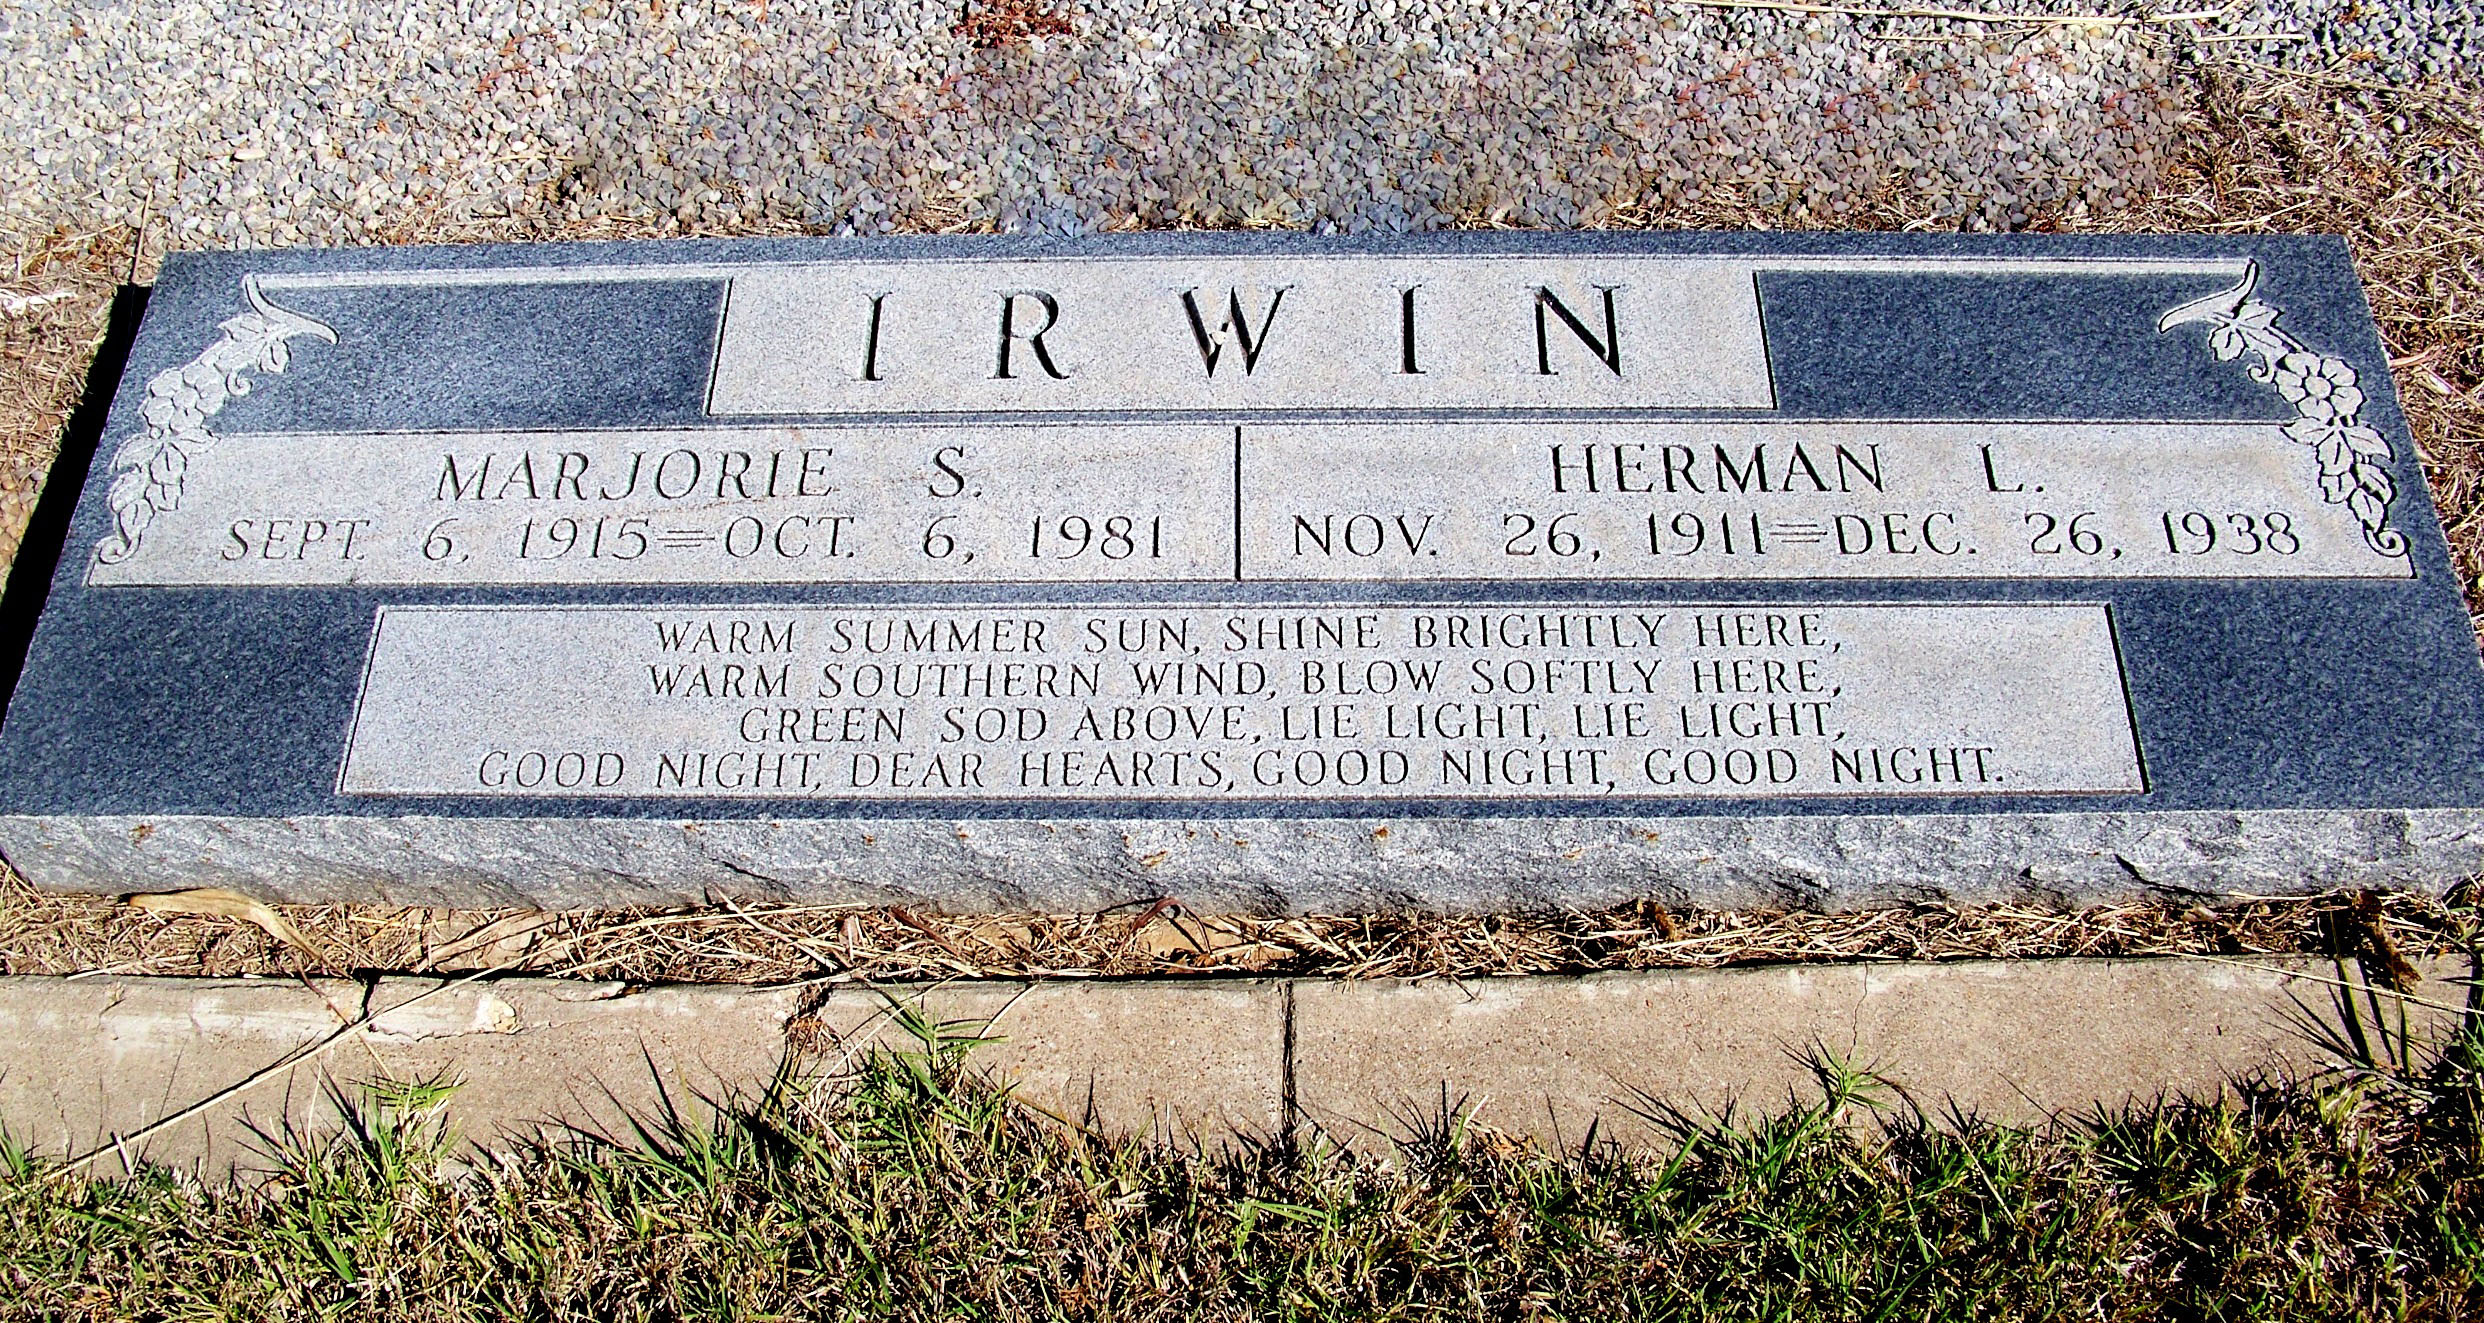 IRWIN
MARJORIE S.
SEPT. 6, 1915=OCT. 6, 1981
HERMAN L.
NOV. 26, 1911=DEC. 26, 1938
WARM SUMMER SUN, SHINE BRIGHTLY HERE,
WARM SOUTHERN WIND, BLOW SOFTLY HERE,
GREEN SOD ABOVE, LIE LIGHT, LIE LIGHT,
GOOD NIGHT, DEAR HEARTS, GOOD NIGHT, GOOD NIGHT.